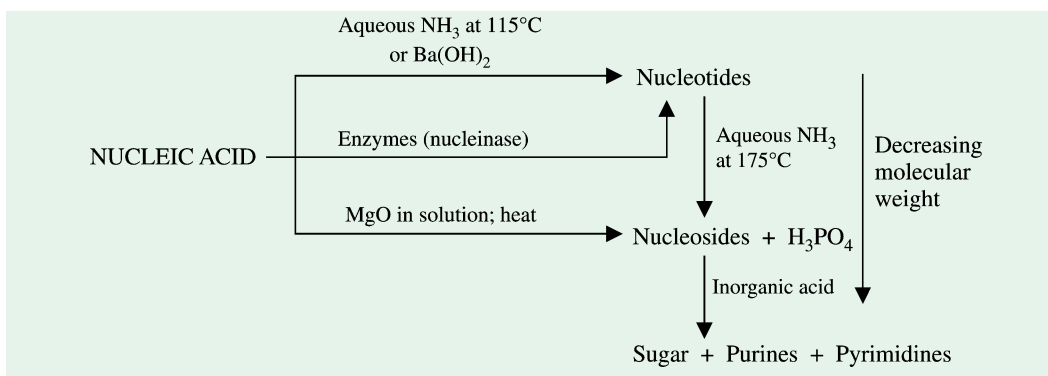 Aqueous NH₃ at 115°C
or Ba(OH)₂
Nucleotides
Enzymes (nucleinase)
Aqueous NH₃
at 175°C
Decreasing
molecular
weight
NUCLEIC ACID
MgO in solution; heat
Nucleosides + H₃PO₄
Inorganic acid
Sugar + Purines + Pyrimidines